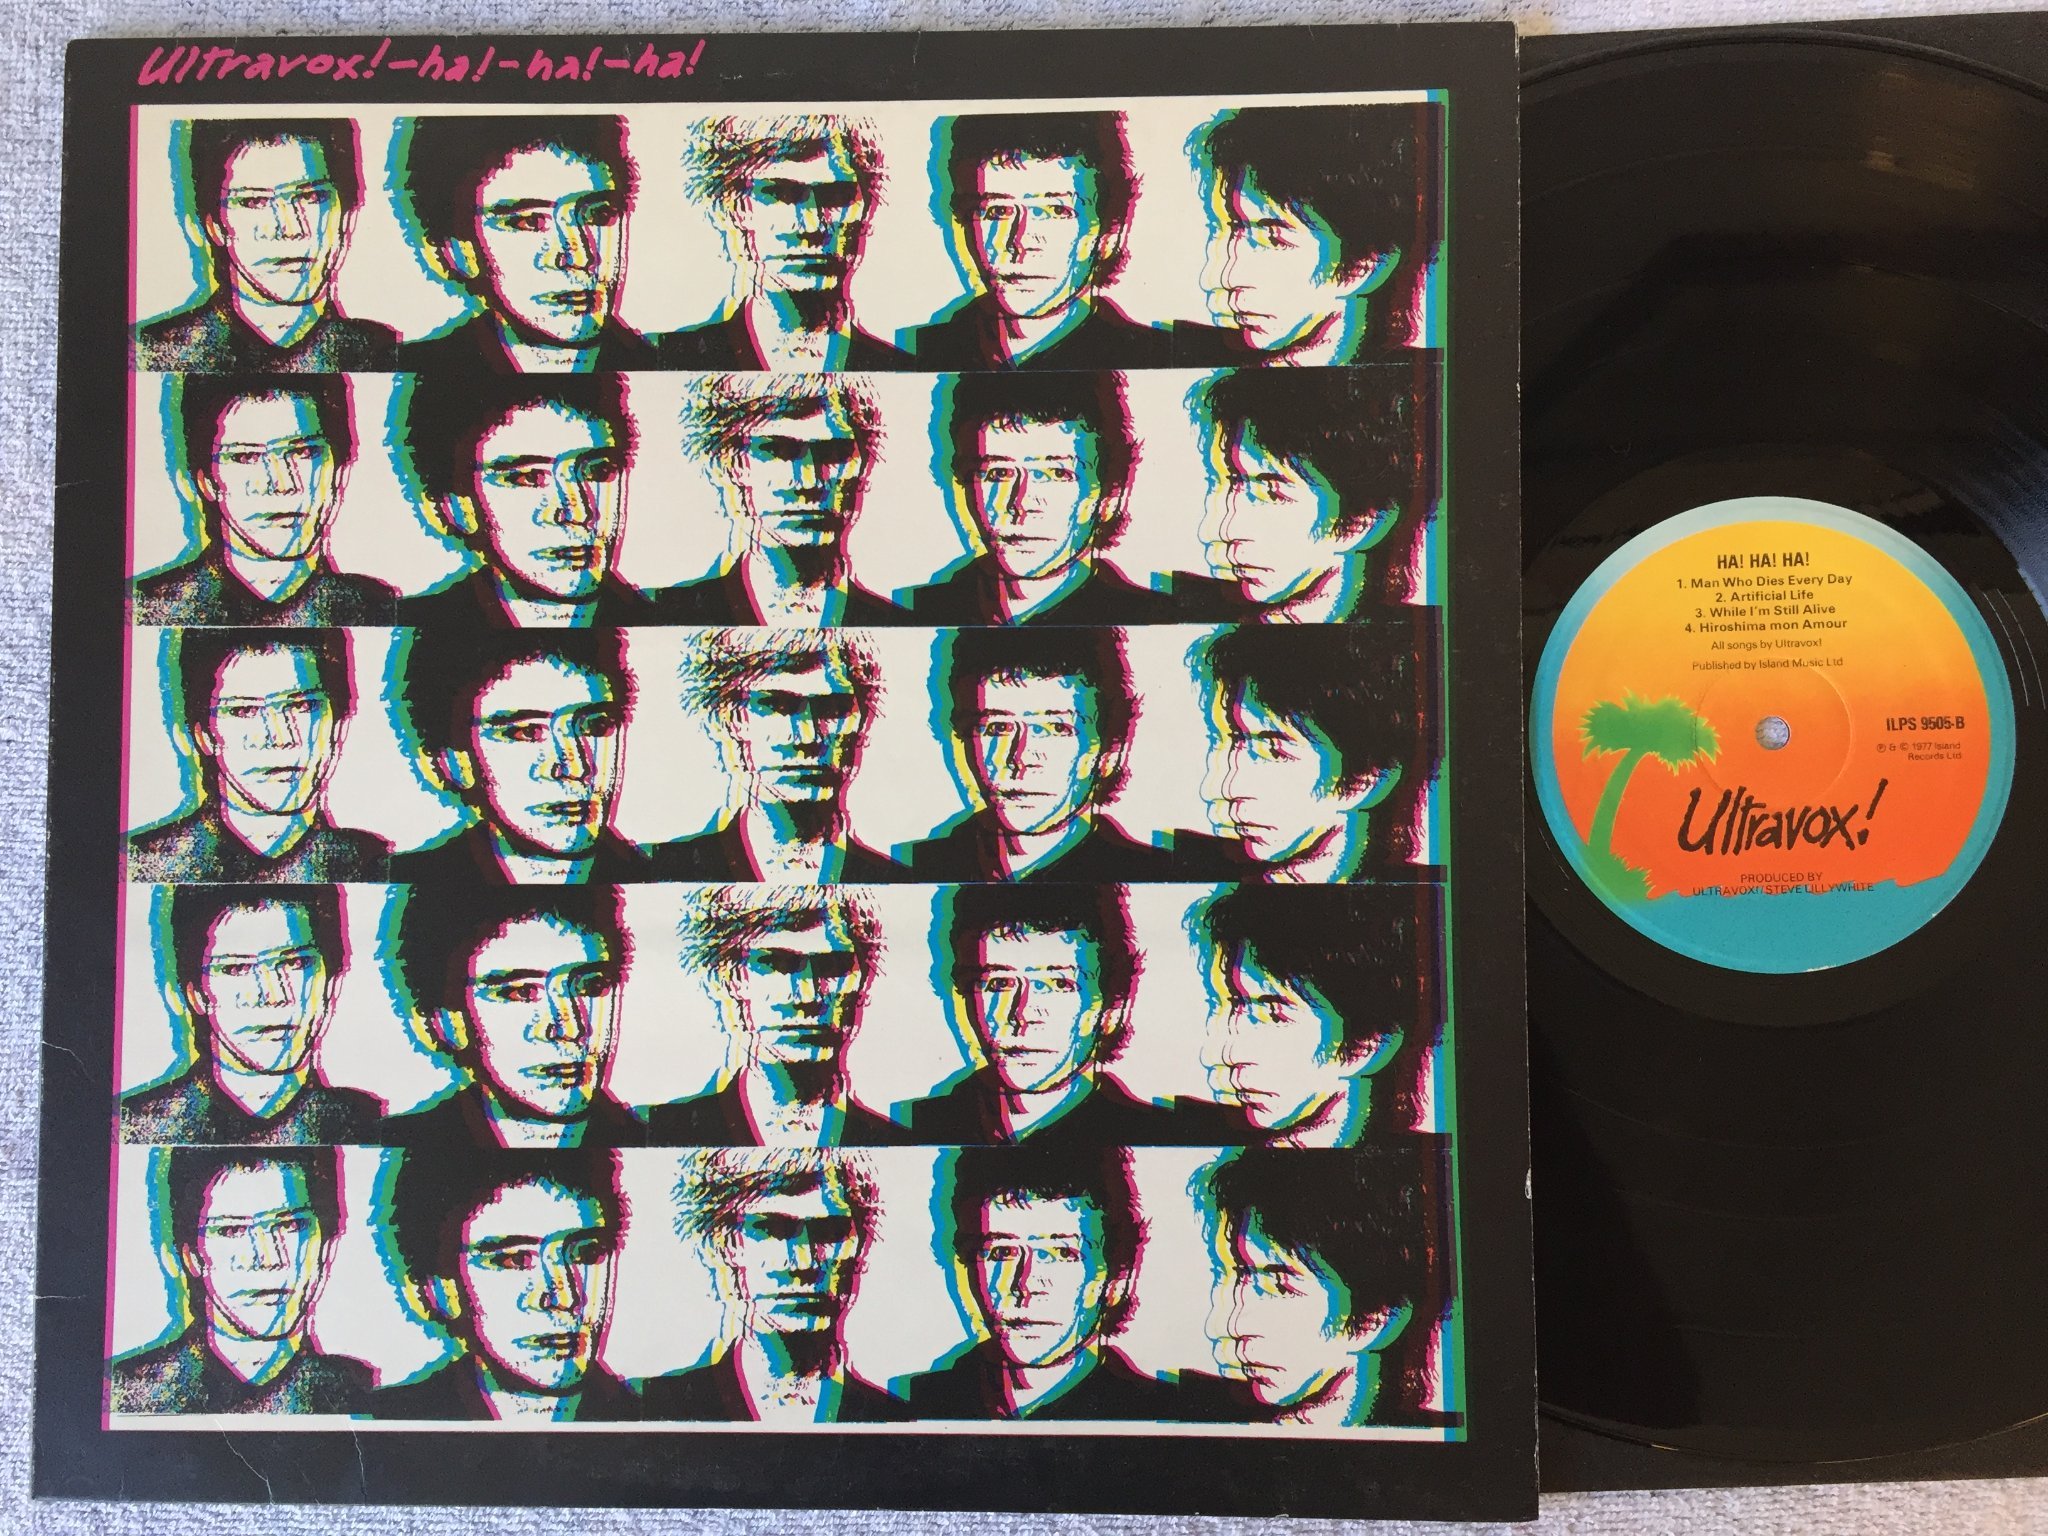 Ultravox!-ha!-ha!-ha!
HA! HA! HA!
1. Man Who Dies Every Day
2. Artificial Life
3. While I'm Still Alive
4. Hiroshima mon Amour
All songs by Ultravox!
Published by Island Music Ltd
ILPS 9505-B
℗ & © 1977 Island
Records Ltd
Ultravox!
PRODUCED BY
ULTRAVOX!/STEVE LILLYWHITE